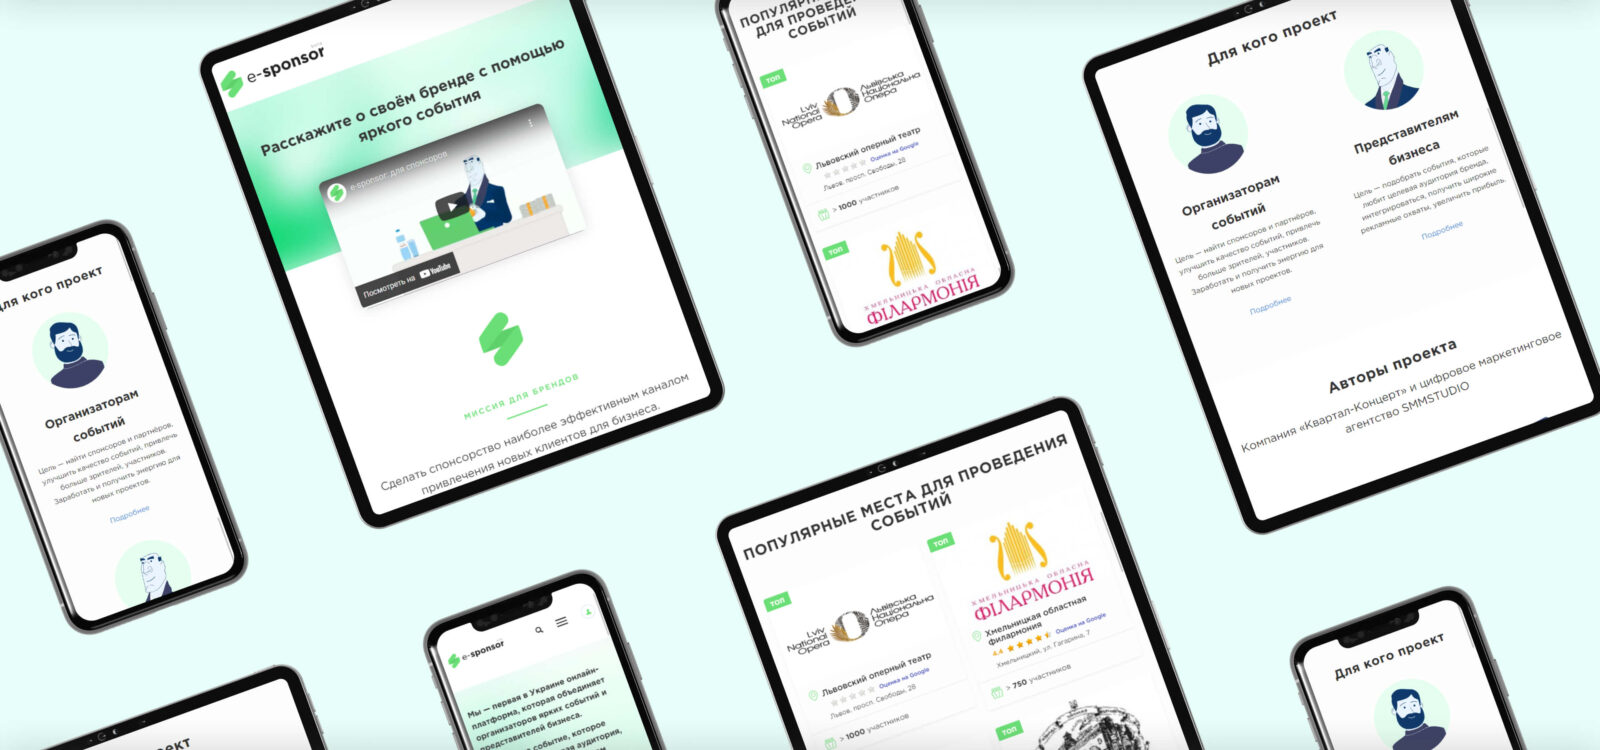 e-sponsor
Расскажите о своём бренде с помощью
яркого события
e-sponsor: для спонсоров
Посмотреть на YouTube
МИССИЯ ДЛЯ БРЕНДОВ
Сделать спонсорство наиболее эффективным каналом
привлечения новых клиентов для бизнеса.
ДЛЯ ПРОВЕДЕ
СОБЫТИЙ
ТОП
Lviv
National
Opera
Львівська
Національна
Опера
Львовский оперный театр
Оценка на Google
Львов, просп. Свободы, 28
> 1000 участников
ТОП
ХМЕЛЬНИЦЬКА ОБЛАСНА
ФІЛАРМОНІЯ
Для кого проект
Организаторам
событий
Цель — найти спонсоров и партнёров,
улучшить качество событий, привлечь
больше зрителей, участников.
Заработать и получить энергию для
новых проектов.
Подробнее
Представителям
бизнеса
Цель — подобрать события, которые
любит целевая аудитория бренда,
интегрироваться, получить широкие
рекламные охваты, увеличить прибыль.
Подробнее
Авторы проекта
Компания «Квартал-Концерт» и цифровое маркетинговое
агентство SMMSTUDIO
для кого проект
Организаторам
событий
Цель — найти спонсоров и партнёров,
улучшить качество событий, привлечь
больше зрителей, участников.
Заработать и получить энергию для
новых проектов.
Подробнее
e-sponsor
Мы — первая в Украине онлайн-
платформа, которая объединяет
организаторов ярких событий и
представителей бизнеса.
событие, которое
аудитория,
ПОПУЛЯРНЫЕ МЕСТА ДЛЯ ПРОВЕДЕНИЯ
СОБЫТИЙ
ТОП
Lviv
National
Opera
Львівська
Національна
Опера
Львовский оперный театр
Оценка на Google
Львов, просп. Свободы, 28
> 1000 участников
ТОП
ХМЕЛЬНИЦЬКА ОБЛАСНА
ФІЛАРМОНІЯ
Хмельницкая областная
филармония
4.4
Оценка на Google
Хмельницкий, ул. Гагарина, 7
> 750 участников
ТОП
Для кого проект